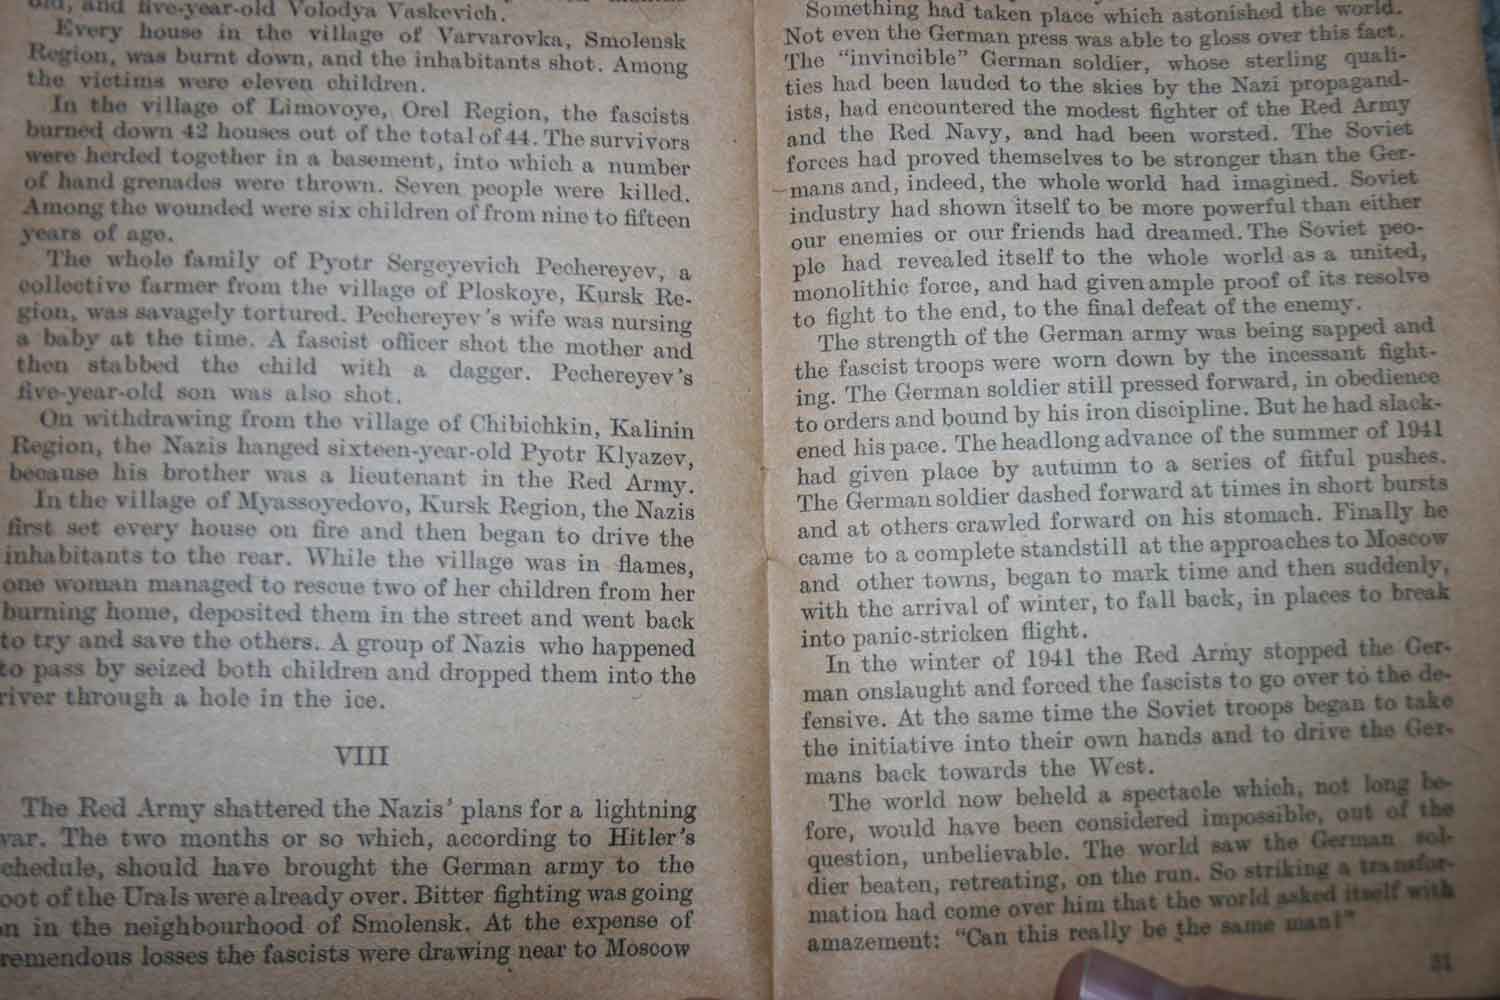 old, and five-year-old Volodya Vaskevich.
Every house in the village of Varvarovka, Smolensk
Region, was burnt down, and the inhabitants shot. Among
the victims were eleven children.
In the village of Limovoye, Orel Region, the fascists
burned down 42 houses out of the total of 44. The survivors
were herded together in a basement, into which a number
of hand grenades were thrown. Seven people were killed.
Among the wounded were six children of from nine to fifteen
years of age.
The whole family of Pyotr Sergeyevich Pechereyev, a
collective farmer from the village of Ploskoye, Kursk Re-
gion, was savagely tortured. Pechereyev's wife was nursing
a baby at the time. A fascist officer shot the mother and
then stabbed the child with a dagger. Pechereyev's
five-year-old son was also shot.
On withdrawing from the village of Chibichkin, Kalinin
Region, the Nazis hanged sixteen-year-old Pyotr Klyazev,
because his brother was a lieutenant in the Red Army.
In the village of Myassoyedovo, Kursk Region, the Nazis
first set every house on fire and then began to drive the
inhabitants to the rear. While the village was in flames,
one woman managed to rescue two of her children from her
burning home, deposited them in the street and went back
to try and save the others. A group of Nazis who happened
to pass by seized both children and dropped them into the
river through a hole in the ice.
VIII
The Red Army shattered the Nazis' plans for a lightning
war. The two months or so which, according to Hitler's
chedule, should have brought the German army to the
oot of the Urals were already over. Bitter fighting was going
on in the neighbourhood of Smolensk. At the expense of
remendous losses the fascists were drawing near to Moscow
Something had taken place which astonished the world.
Not even the German press was able to gloss over this fact.
The "invincible" German soldier, whose sterling quali-
ties had been lauded to the skies by the Nazi propagand-
ists, had encountered the modest fighter of the Red Army
and the Red Navy, and had been worsted. The Soviet
forces had proved themselves to be stronger than the Ger-
mans and, indeed, the whole world had imagined. Soviet
industry had shown itself to be more powerful than either
our enemies or our friends had dreamed. The Soviet peo-
ple had revealed itself to the whole world as a united,
monolithic force, and had given ample proof of its resolve
to fight to the end, to the final defeat of the enemy.
The strength of the German army was being sapped and
the fascist troops were worn down by the incessant fight-
ing. The German soldier still pressed forward, in obedience
to orders and bound by his iron discipline. But he had slack-
ened his pace. The headlong advance of the summer of 1941
had given place by autumn to a series of fitful pushes.
The German soldier dashed forward at times in short bursts
and at others crawled forward on his stomach. Finally he
came to a complete standstill at the approaches to Moscow
and other towns, began to mark time and then suddenly,
with the arrival of winter, to fall back, in places to break
into panic-stricken flight.
In the winter of 1941 the Red Army stopped the Ger-
man onslaught and forced the fascists to go over to the de-
fensive. At the same time the Soviet troops began to take
the initiative into their own hands and to drive the Ger-
mans back towards the West.
The world now beheld a spectacle which, not long be-
fore, would have been considered impossible, out of the
question, unbelievable. The world saw the German sol-
dier beaten, retreating, on the run. So striking a transfor-
mation had come over him that the world asked itself with
amazement: "Can this really be the same man?"
31